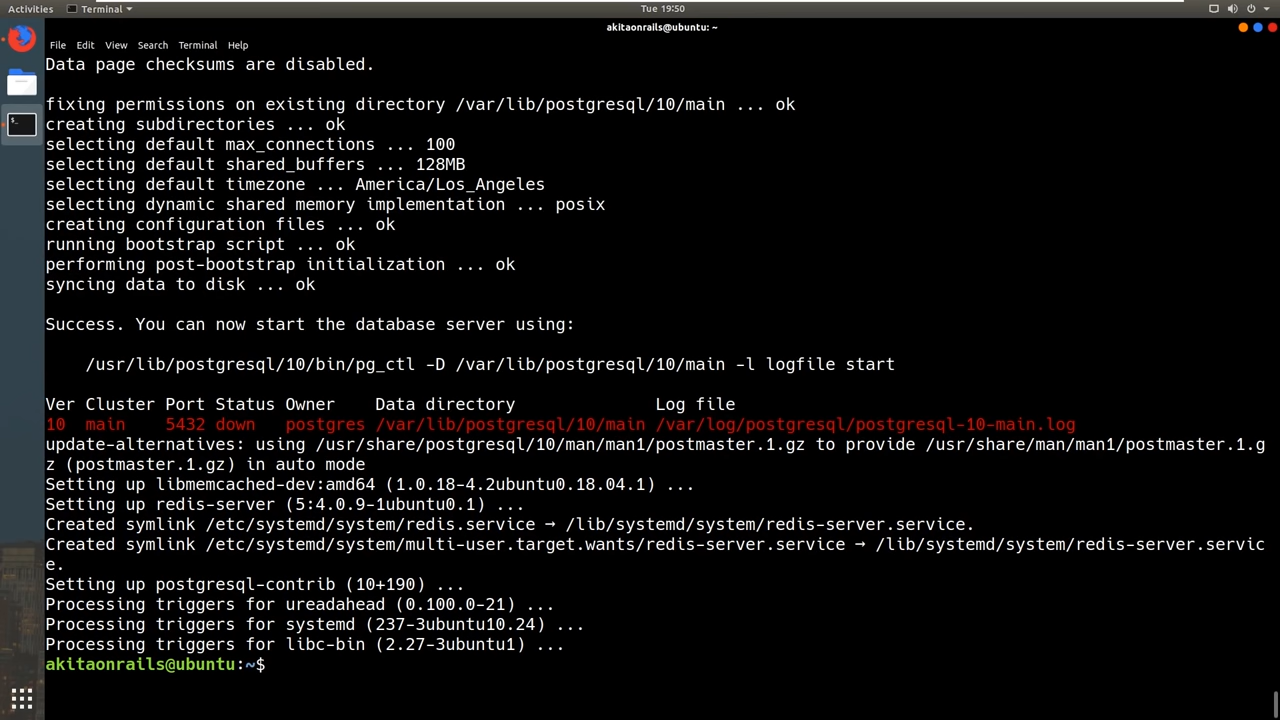 Activities
Terminal
Tue 19:50
akitaonrails@ubuntu: ~
File Edit View Search Terminal Help
Data page checksums are disabled.
fixing permissions on existing directory /var/lib/postgresql/10/main ... ok
creating subdirectories ... ok
selecting default max_connections ... 100
selecting default shared_buffers ... 128MB
selecting default timezone ... America/Los_Angeles
selecting dynamic shared memory implementation ... posix
creating configuration files ... ok
running bootstrap script ... ok
performing post-bootstrap initialization ... ok
syncing data to disk ... ok
Success. You can now start the database server using:
/usr/lib/postgresql/10/bin/pg_ctl -D /var/lib/postgresql/10/main -l logfile start
Ver Cluster Port Status Owner    Data directory              Log file
10  main    5432 down   postgres /var/lib/postgresql/10/main /var/log/postgresql/postgresql-10-main.log
update-alternatives: using /usr/share/postgresql/10/man/man1/postmaster.1.gz to provide /usr/share/man/man1/postmaster.1.g
z (postmaster.1.gz) in auto mode
Setting up libmemcached-dev:amd64 (1.0.18-4.2ubuntu0.18.04.1) ...
Setting up redis-server (5:4.0.9-1ubuntu0.1) ...
Created symlink /etc/systemd/system/redis.service → /lib/systemd/system/redis-server.service.
Created symlink /etc/systemd/system/multi-user.target.wants/redis-server.service → /lib/systemd/system/redis-server.servic
e.
Setting up postgresql-contrib (10+190) ...
Processing triggers for ureadahead (0.100.0-21) ...
Processing triggers for systemd (237-3ubuntu10.24) ...
Processing triggers for libc-bin (2.27-3ubuntu1) ...
akitaonrails@ubuntu:~$